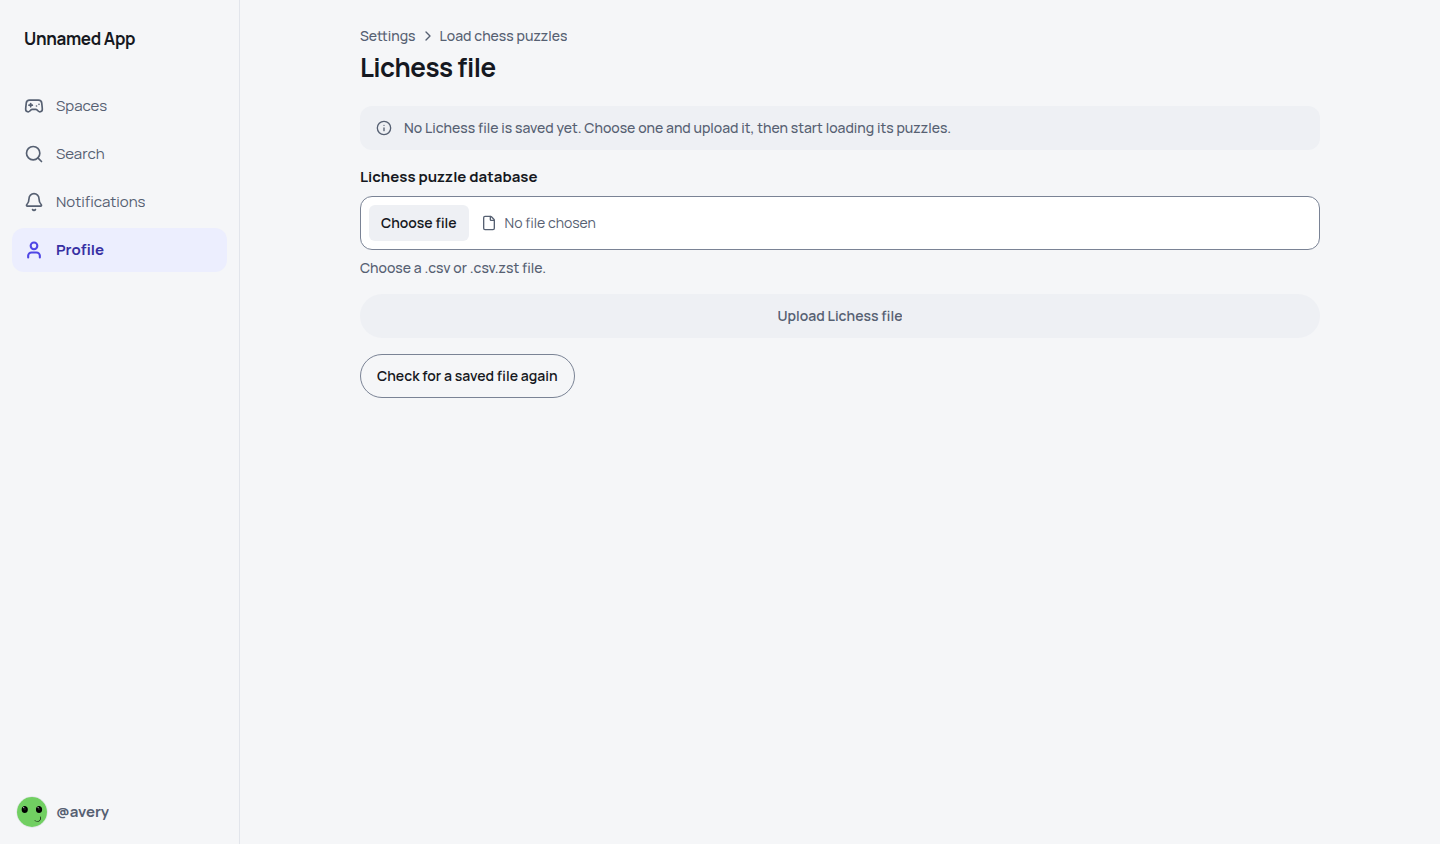 Unnamed App
Spaces
Search
Notifications
Profile
@avery
Settings > Load chess puzzles
Lichess file
No Lichess file is saved yet. Choose one and upload it, then start loading its puzzles.
Lichess puzzle database
Choose file No file chosen
Choose a .csv or .csv.zst file.
Upload Lichess file
Check for a saved file again